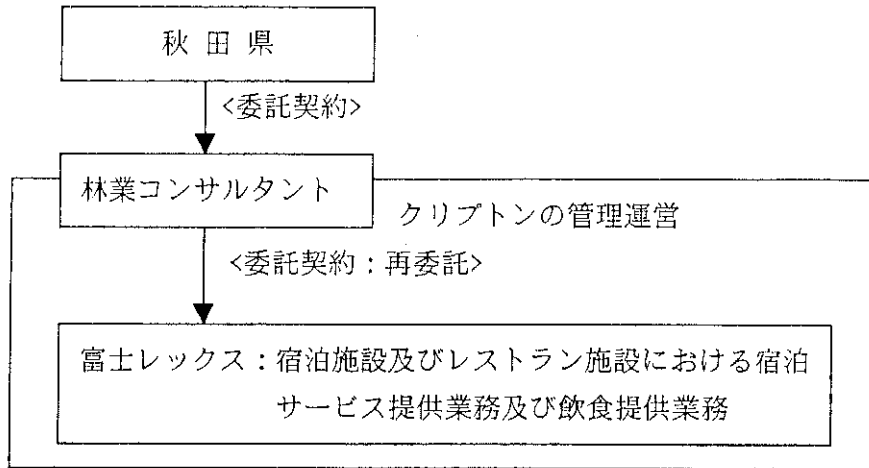 秋田県
<委託契約>
林業コンサルタント
クリプトンの管理運営
<委託契約：再委託>
富士レックス：宿泊施設及びレストラン施設における宿泊
サービス提供業務及び飲食提供業務